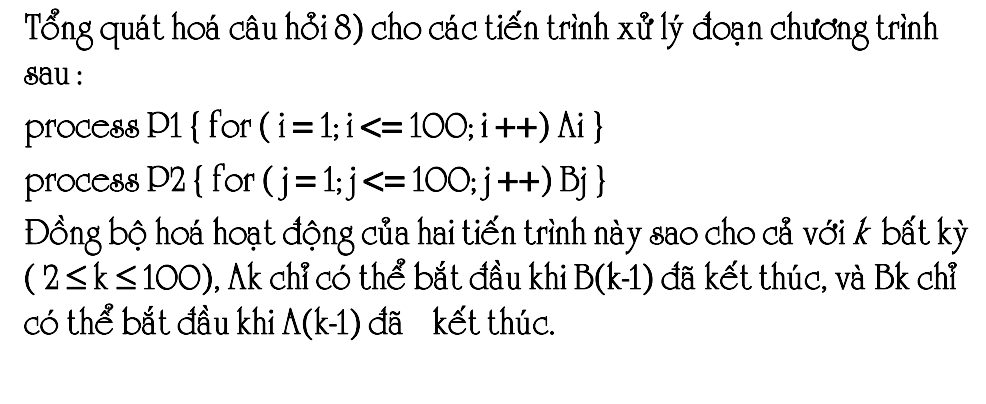 Tổng quát hoá câu hỏi 8) cho các tiến trình xử lý đoạn chương trình
sau :
process P1 { for ( i = 1; i <= 100; i ++) Ai }
process P2 { for ( j = 1; j <= 100; j ++) Bj }
Đồng bộ hoá hoạt động của hai tiến trình này sao cho cả với k bất kỳ
( 2 ≤ k ≤ 100), Ak chỉ có thể bắt đầu khi B(k-1) đã kết thúc, và Bk chỉ
có thể bắt đầu khi A(k-1) đã kết thúc.